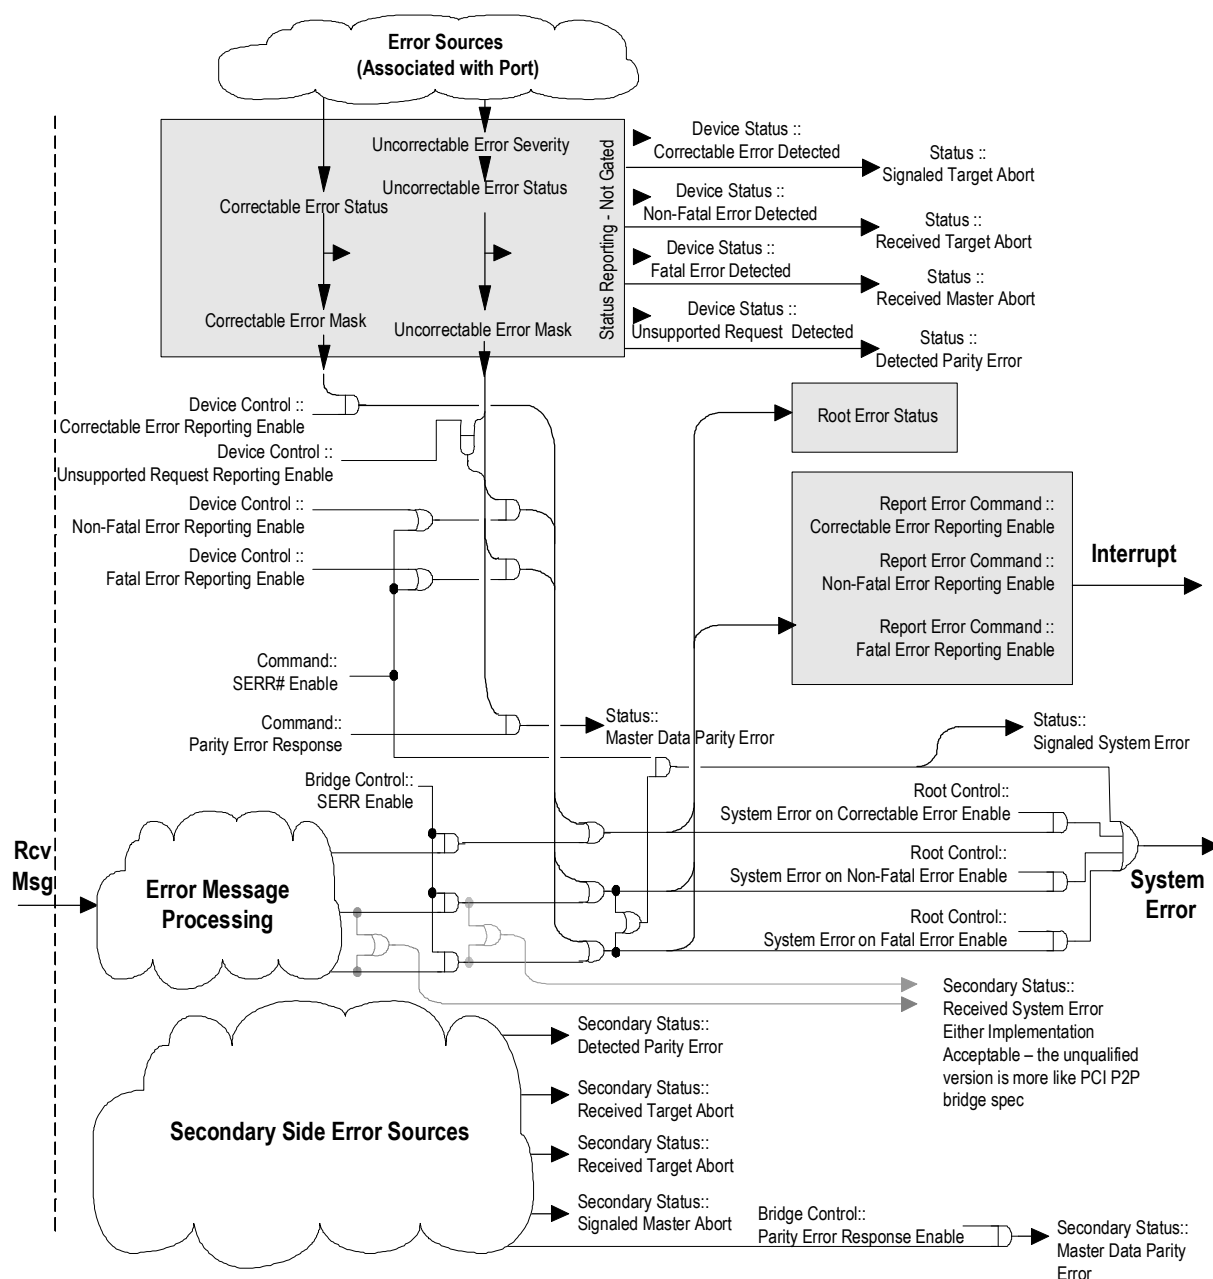 Error Sources
(Associated with Port)
Uncorrectable Error Severity
Uncorrectable Error Status
Correctable Error Status
Correctable Error Mask
Uncorrectable Error Mask
Status Reporting - Not Gated
Device Status ::
Correctable Error Detected
Status ::
Signaled Target Abort
Device Status ::
Non-Fatal Error Detected
Status ::
Received Target Abort
Device Status ::
Fatal Error Detected
Status ::
Received Master Abort
Device Status ::
Unsupported Request Detected
Status ::
Detected Parity Error
Device Control ::
Correctable Error Reporting Enable
Device Control ::
Unsupported Request Reporting Enable
Device Control ::
Non-Fatal Error Reporting Enable
Device Control ::
Fatal Error Reporting Enable
Root Error Status
Report Error Command ::
Correctable Error Reporting Enable
Report Error Command ::
Non-Fatal Error Reporting Enable
Report Error Command ::
Fatal Error Reporting Enable
Interrupt
Command::
SERR# Enable
Command::
Parity Error Response
Status::
Master Data Parity Error
Status::
Signaled System Error
Bridge Control::
SERR Enable
Root Control::
System Error on Correctable Error Enable
Root Control::
System Error on Non-Fatal Error Enable
Root Control::
System Error on Fatal Error Enable
Rcv
Msg
Error Message
Processing
System
Error
Secondary Status::
Received System Error
Either Implementation
Acceptable – the unqualified
version is more like PCI P2P
bridge spec
Secondary Side Error Sources
Secondary Status::
Detected Parity Error
Secondary Status::
Received Target Abort
Secondary Status::
Received Target Abort
Secondary Status::
Signaled Master Abort
Bridge Control::
Parity Error Response Enable
Secondary Status::
Master Data Parity
Error